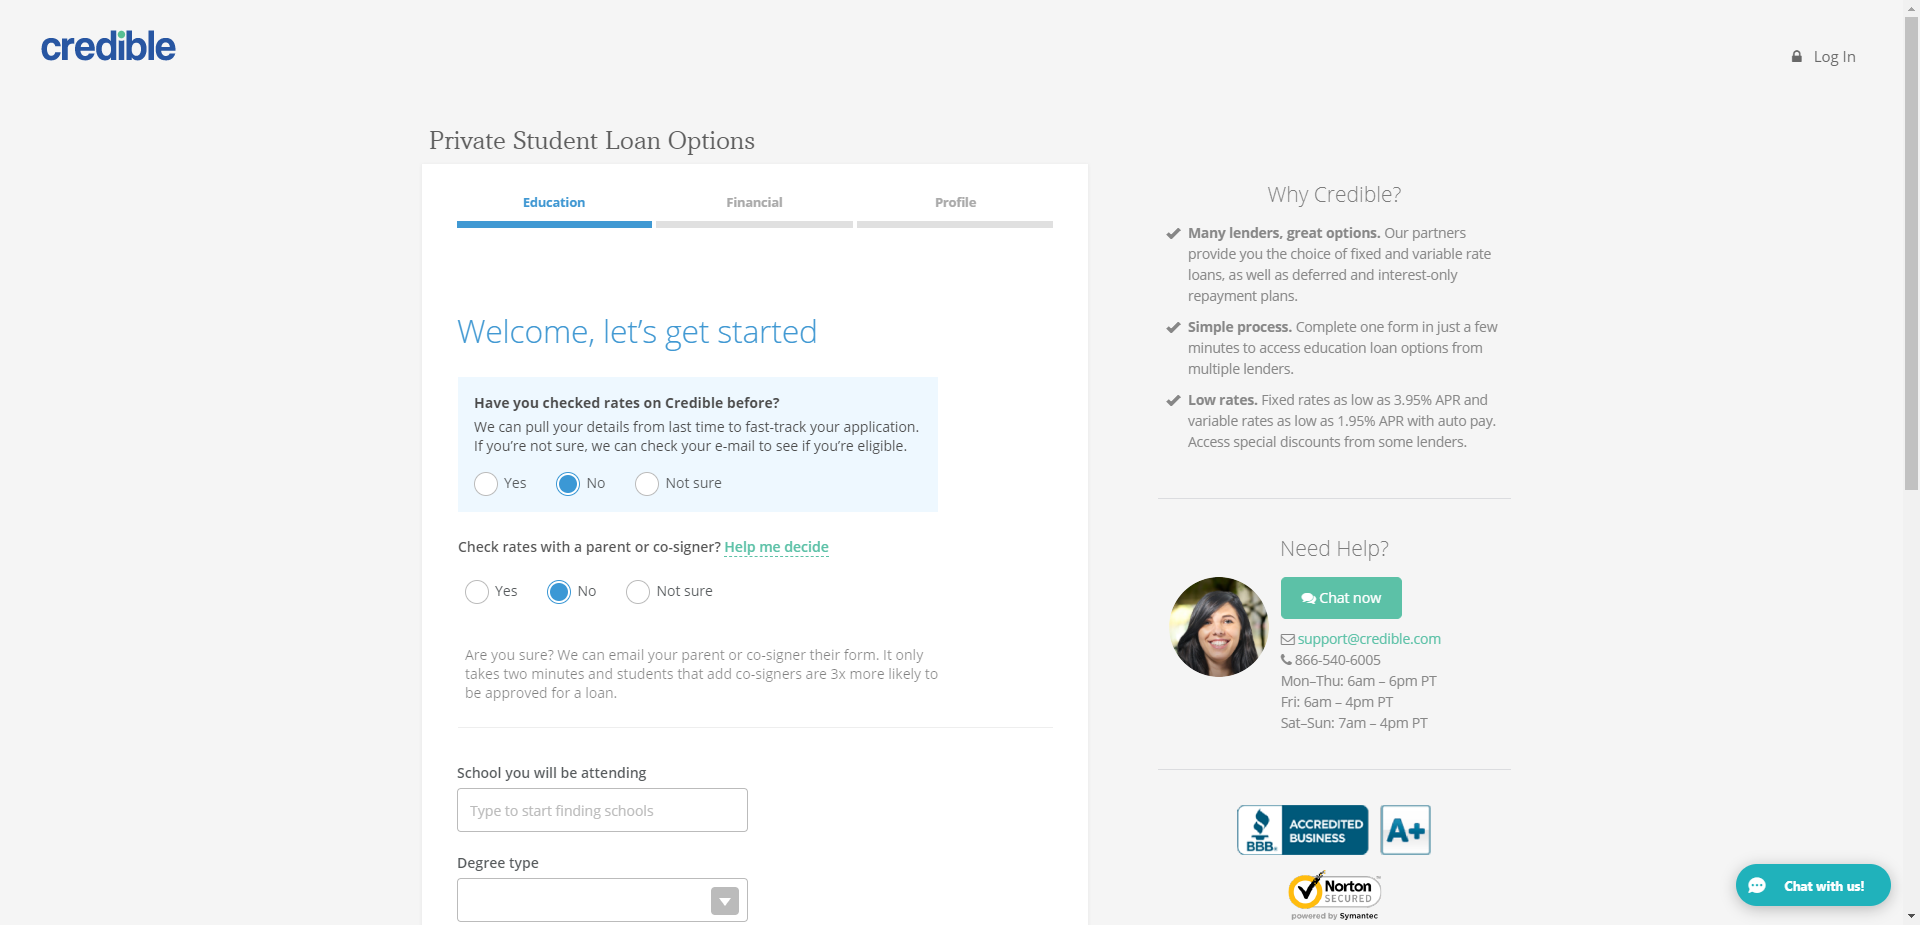 credible
Log In
Private Student Loan Options
Education
Financial
Profile
Welcome, let’s get started
Have you checked rates on Credible before?
We can pull your details from last time to fast-track your application.
If you’re not sure, we can check your e-mail to see if you’re eligible.
Yes
No
Not sure
Check rates with a parent or co-signer? Help me decide
Yes
No
Not sure
Are you sure? We can email your parent or co-signer their form. It only
takes two minutes and students that add co-signers are 3x more likely to
be approved for a loan.
School you will be attending
Type to start finding schools
Degree type
Why Credible?
Many lenders, great options. Our partners
provide you the choice of fixed and variable rate
loans, as well as deferred and interest-only
repayment plans.
Simple process. Complete one form in just a few
minutes to access education loan options from
multiple lenders.
Low rates. Fixed rates as low as 3.95% APR and
variable rates as low as 1.95% APR with auto pay.
Access special discounts from some lenders.
Need Help?
Chat now
support@credible.com
866-540-6005
Mon–Thu: 6am – 6pm PT
Fri: 6am – 4pm PT
Sat–Sun: 7am – 4pm PT
BBB.
ACCREDITED
BUSINESS
A+
Norton
SECURED
powered by Symantec
Chat with us!